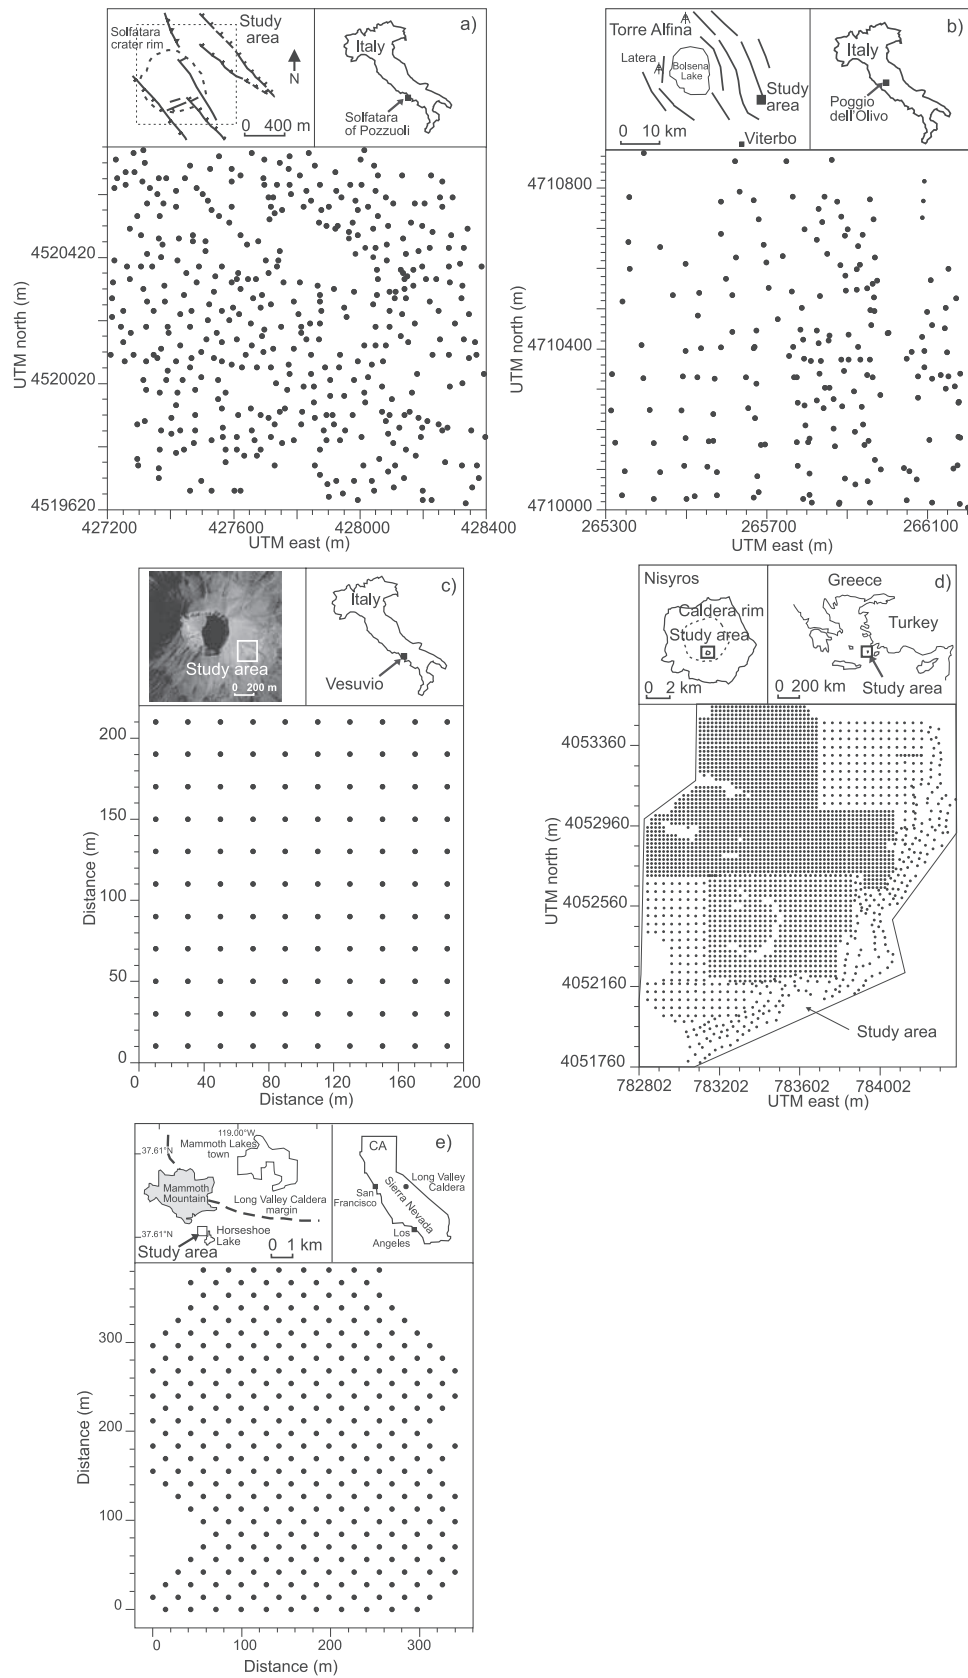 a)
Solfatara
crater rim
Study
area
N
0 400 m
Italy
Solfatara
of Pozzuoli
UTM north (m)
4520420
4520020
4519620
427200 427600 428000 428400
UTM east (m)
b)
Torre Alfina
Latera
Bolsena
Lake
Study
area
0 10 km
Viterbo
Italy
Poggio
dell'Olivo
UTM north (m)
4710800
4710400
4710000
265300 265700 266100
UTM east (m)
c)
Study area
0 200 m
Italy
Vesuvio
Distance (m)
200
150
100
50
0
0 40 80 120 160 200
Distance (m)
d)
Nisyros
Caldera rim
Study area
0 2 km
Greece
Turkey
0 200 km
Study area
UTM north (m)
4053360
4052960
4052560
4052160
4051760
Study area
782802 783202 783602 784002
UTM east (m)
e)
119.00°W
37.61°N
Mammoth Lakes
town
Mammoth
Mountain
Long Valley Caldera
margin
37.61°N
Horseshoe
Lake
Study area
0 1 km
CA
San
Francisco
Long Valley
Caldera
Sierra Nevada
Los
Angeles
Distance (m)
300
200
100
0
0 100 200 300
Distance (m)